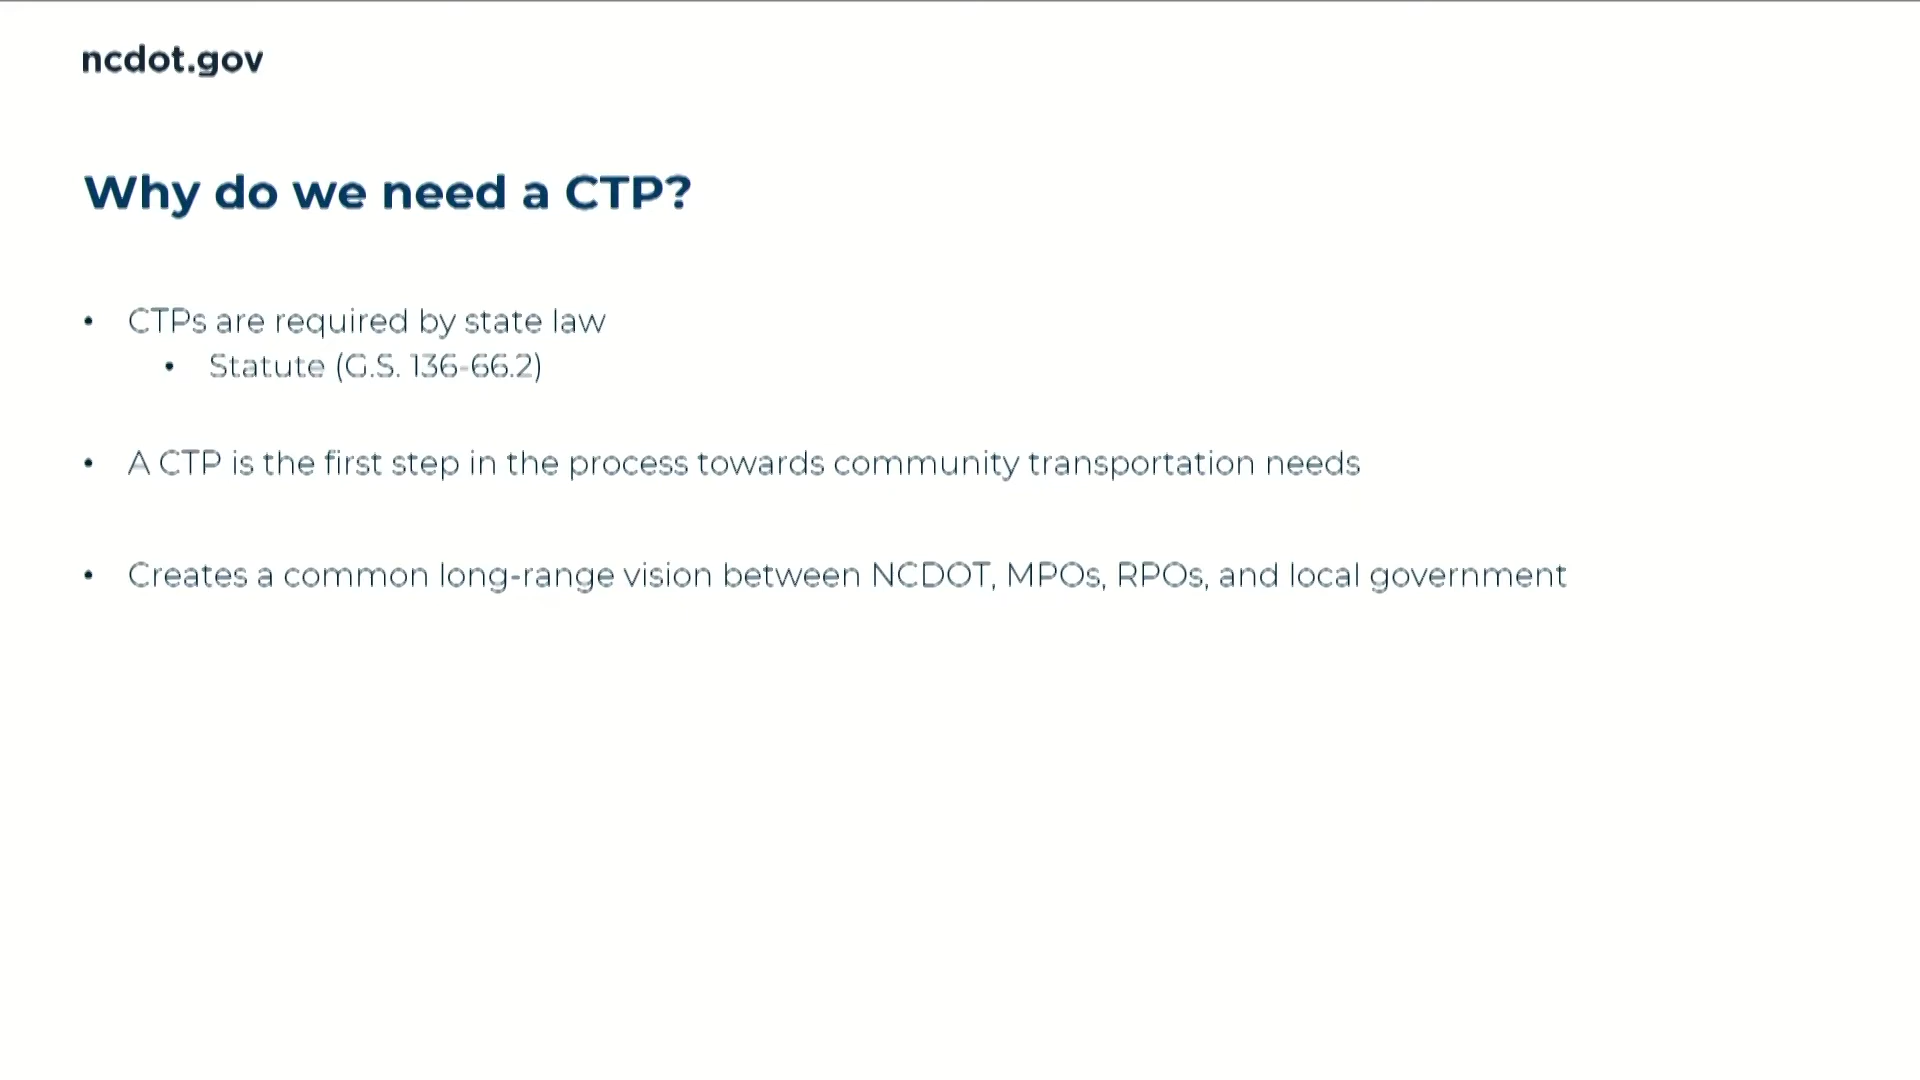 ncdot.gov
Why do we need a CTP?
• CTPs are required by state law
• Statute (G.S. 136-66.2)
• A CTP is the first step in the process towards community transportation needs
• Creates a common long-range vision between NCDOT, MPOs, RPOs, and local government